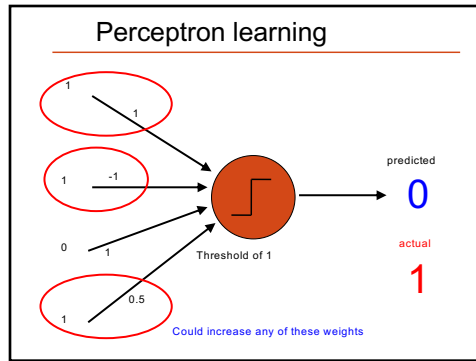 Perceptron learning
1
1
1
-1
0
1
1
0.5
Threshold of 1
predicted
0
actual
1
Could increase any of these weights